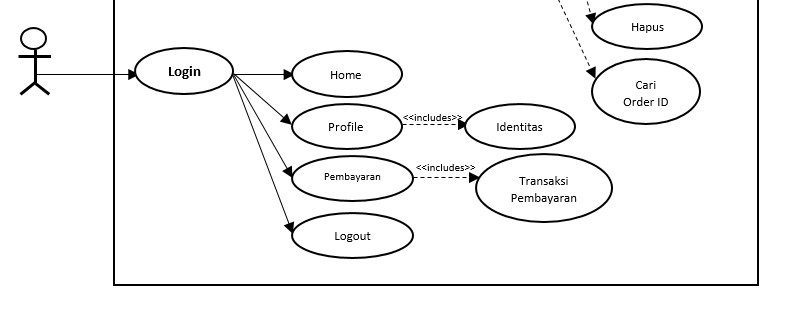 Hapus
Login
Home
Cari
Order ID
Profile
<<includes>>
Identitas
Pembayaran
<<includes>>
Transaksi
Pembayaran
Logout